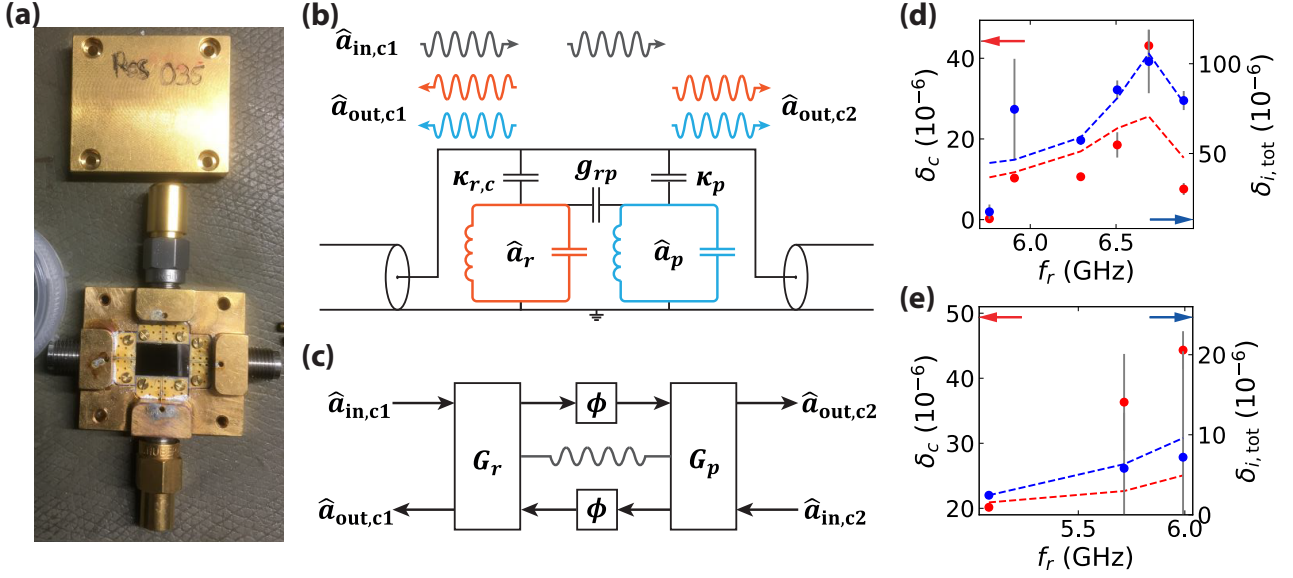 (a)
Res 036
(b)
â_in,c1
â_out,c1
â_out,c2
κ_r,c
g_rp
κ_p
â_r
â_p
(c)
â_in,c1
ϕ
â_out,c2
G_r
G_p
â_out,c1
ϕ
â_in,c2
(d)
40
20
0
δ_c (10⁻⁶)
100
50
δ_i,tot (10⁻⁶)
6.0
6.5
f_r (GHz)
(e)
50
40
30
20
δ_c (10⁻⁶)
20
10
0
δ_i,tot (10⁻⁶)
5.5
6.0
f_r (GHz)